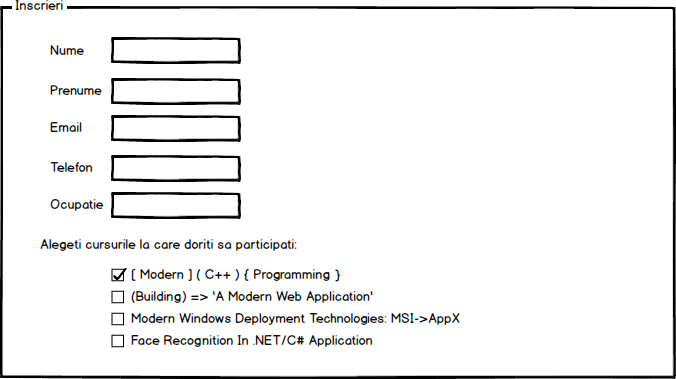 Inscrieri
Nume
Prenume
Email
Telefon
Ocupatie
Alegeti cursurile la care doriti sa participati:
[ Modern ] ( C++ ) { Programming }
(Building) => 'A Modern Web Application'
Modern Windows Deployment Technologies: MSI->AppX
Face Recognition In .NET/C# Application